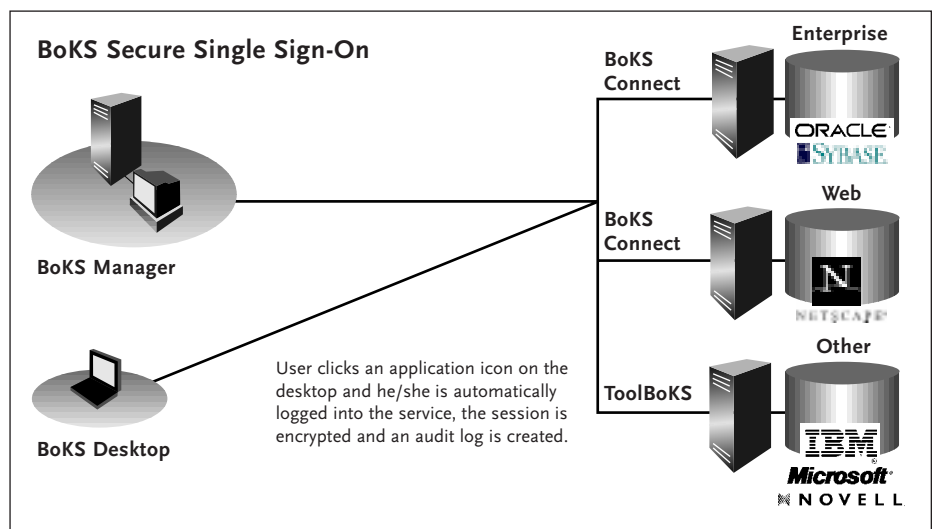 BoKS Secure Single Sign-On
BoKS Manager
BoKS Desktop
User clicks an application icon on the
desktop and he/she is automatically
logged into the service, the session is
encrypted and an audit log is created.
BoKS
Connect
Enterprise
ORACLE
SYBASE
BoKS
Connect
Web
N
NETSCAPE
ToolBoKS
Other
IBM®
Microsoft
NOVELL